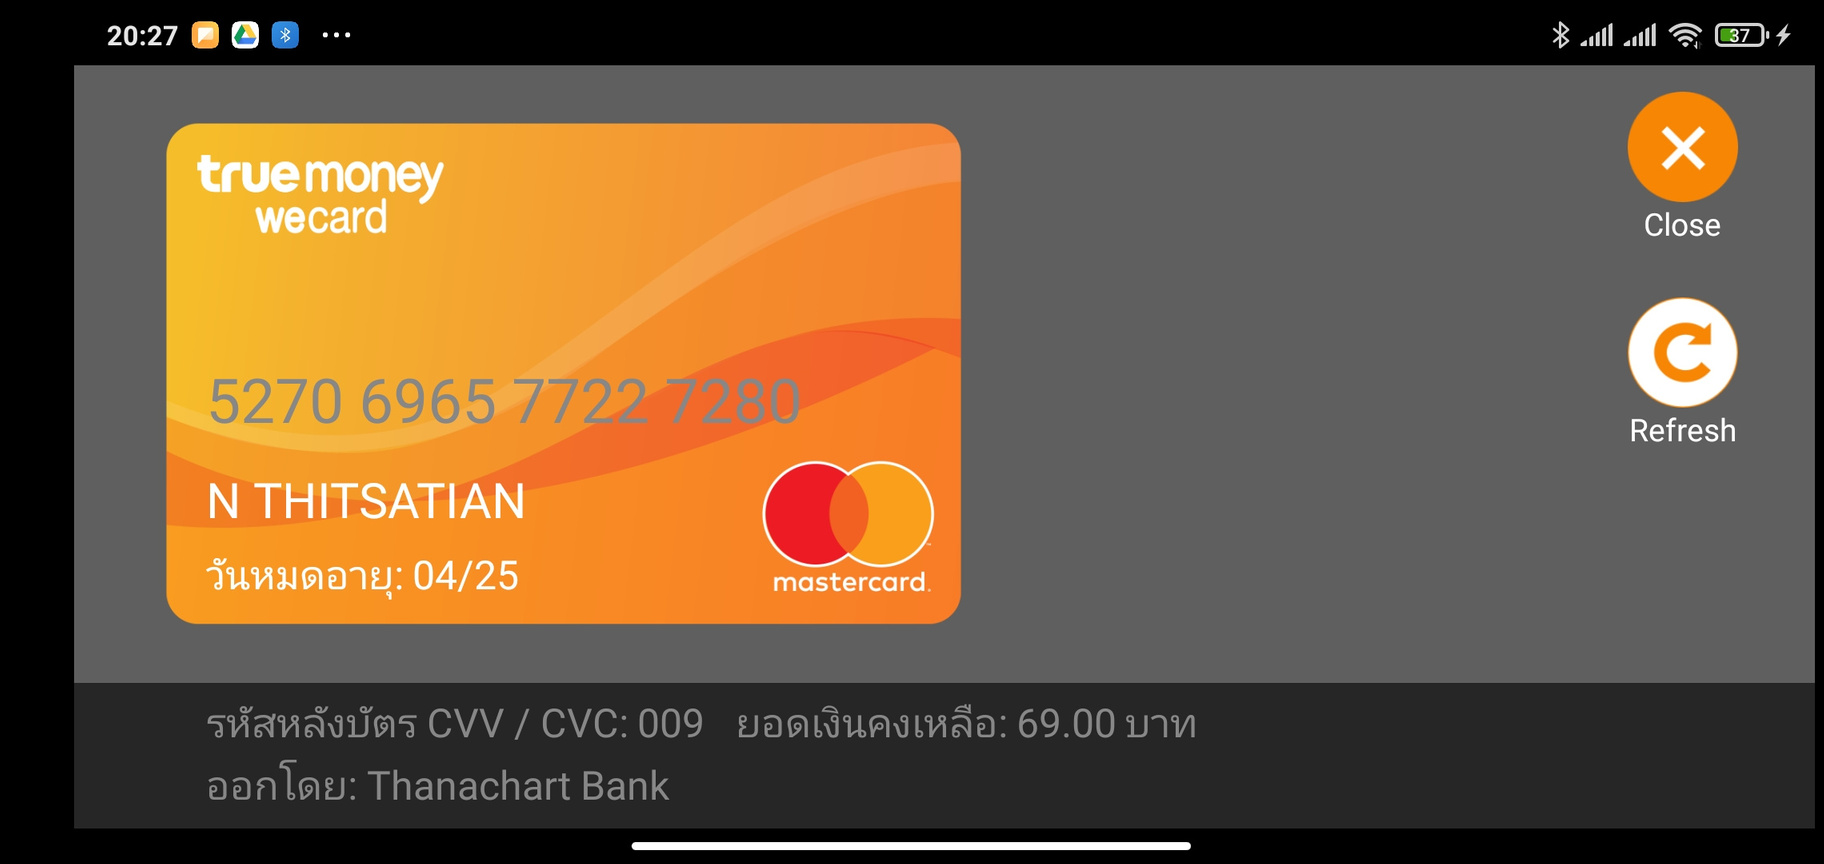 20:27
37
truemoney
wecard
Close
5270 6965 7722 7280
Refresh
N THITSATIAN
วันหมดอายุ: 04/25
mastercard.
รหัสหลังบัตร CVV / CVC: 009 ยอดเงินคงเหลือ: 69.00 บาท
ออกโดย: Thanachart Bank